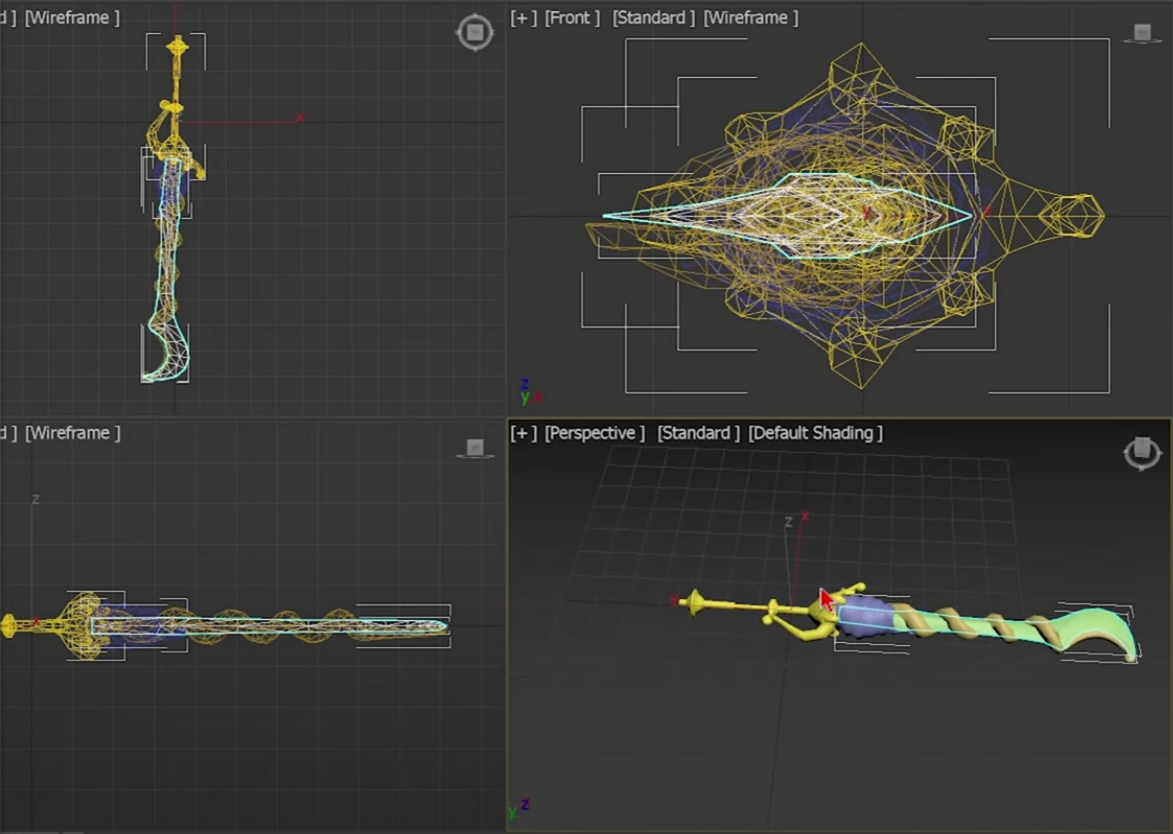 d ] [Wireframe ]
[+ ] [Front ] [Standard ] [Wireframe ]
x
y
x
z
y x
d ] [Wireframe ]
[+ ] [Perspective ] [Standard ] [Default Shading ]
z
x
z
x
x
x
y z